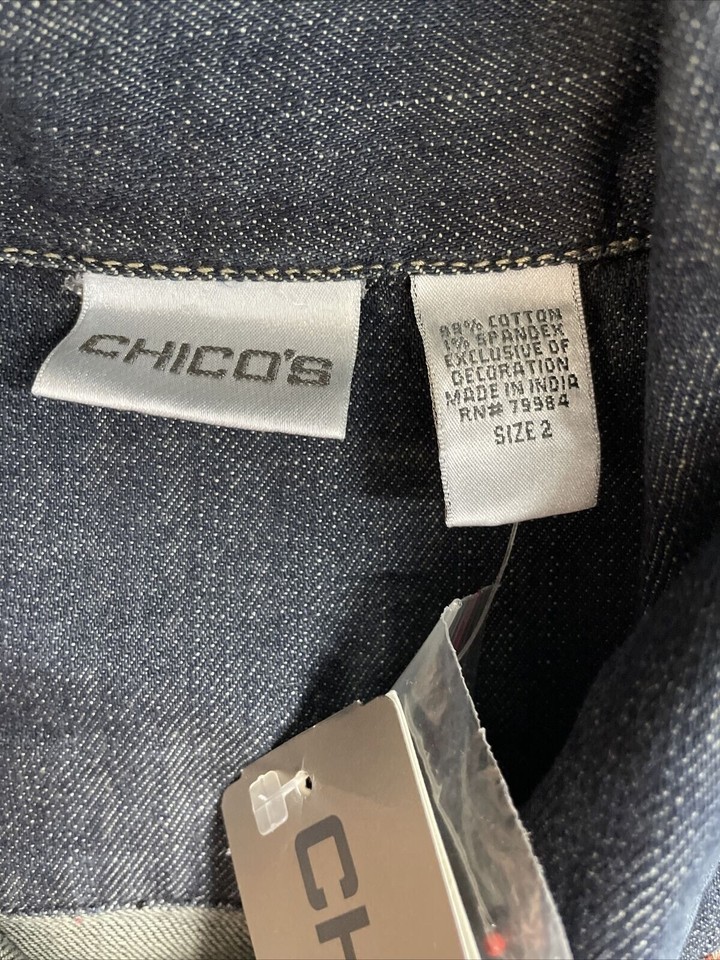 CHICO'S
99% COTTON
1% SPANDEX
EXCLUSIVE OF
DECORATION
MADE IN INDIA
RN# 79984
SIZE 2
CH